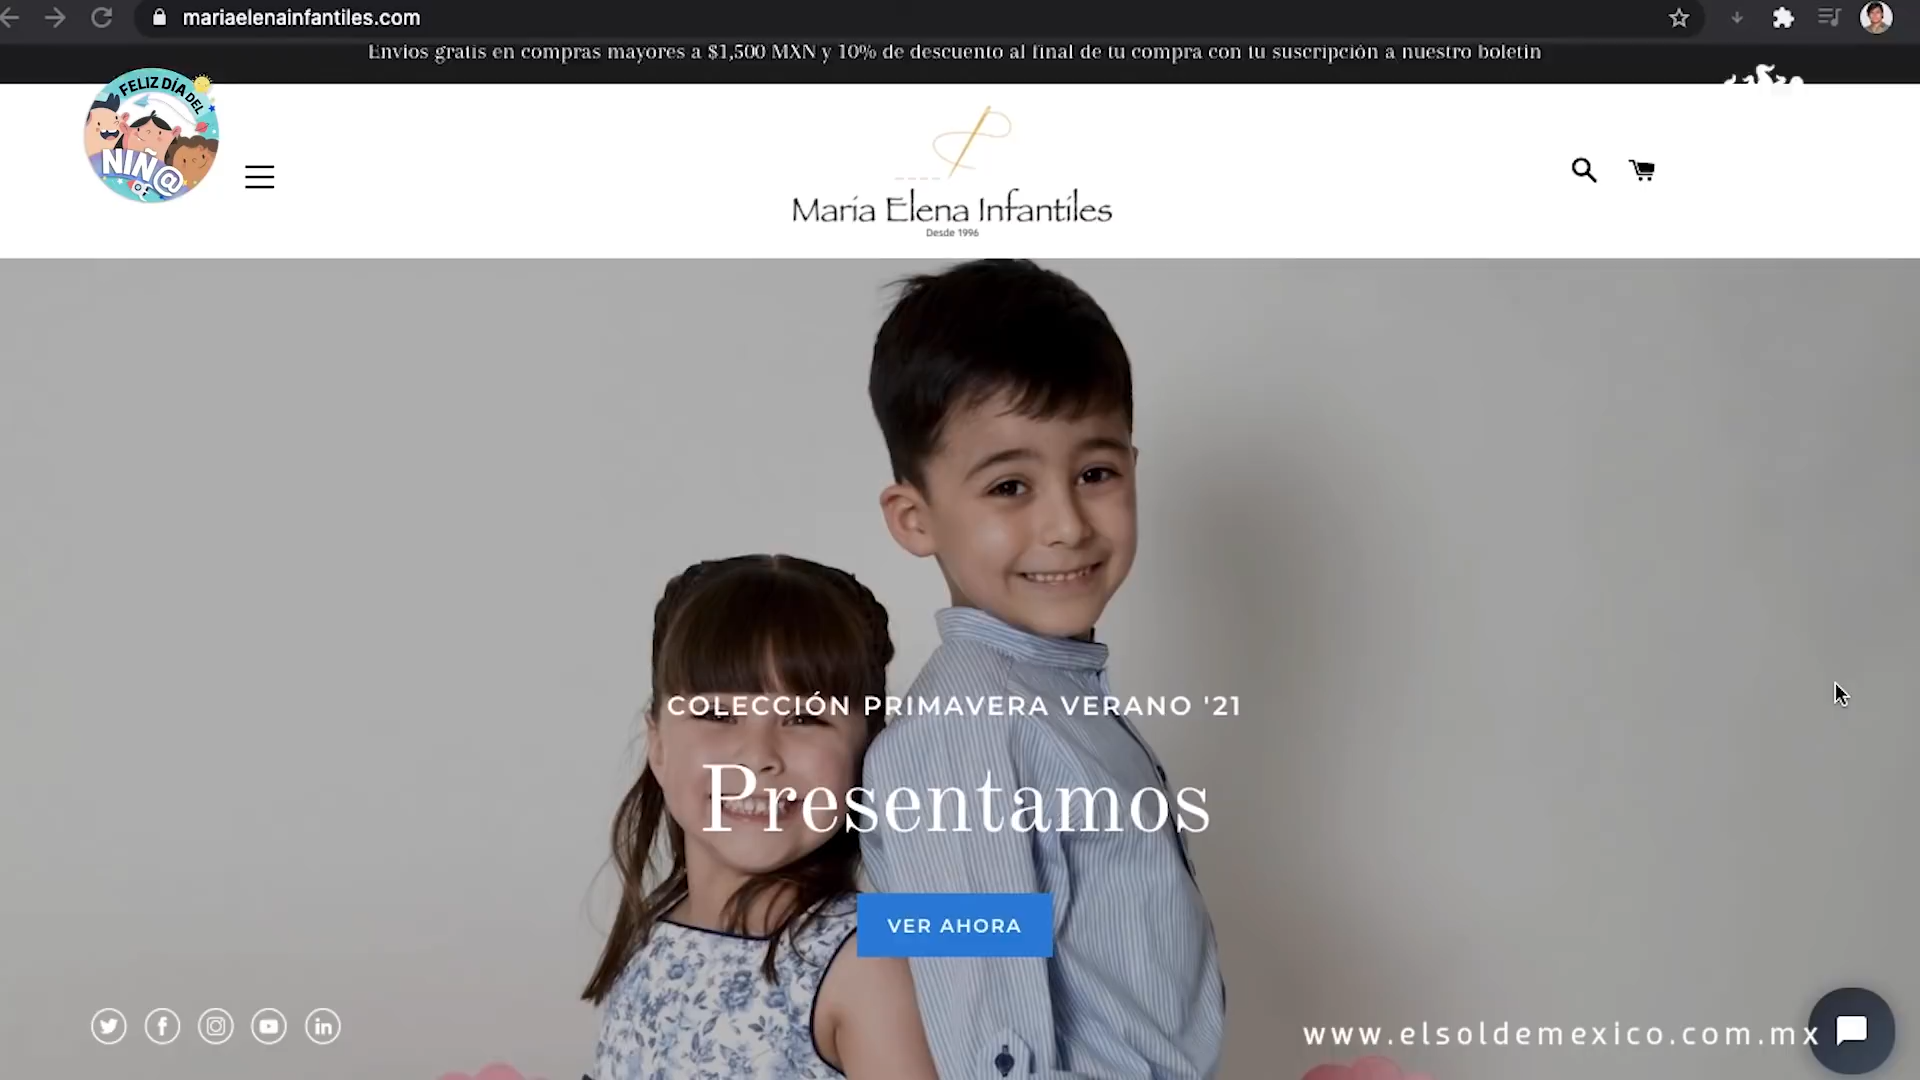 mariaelenainfantiles.com
Envíos gratis en compras mayores a $1,500 MXN y 10% de descuento al final de tu compra con tu suscripción a nuestro boletín
FELIZ DÍA DEL
NIÑ@
Maria Elena Infantiles
Desde 1996
COLECCIÓN PRIMAVERA VERANO '21
Presentamos
VER AHORA
www.elsoldemexico.com.mx